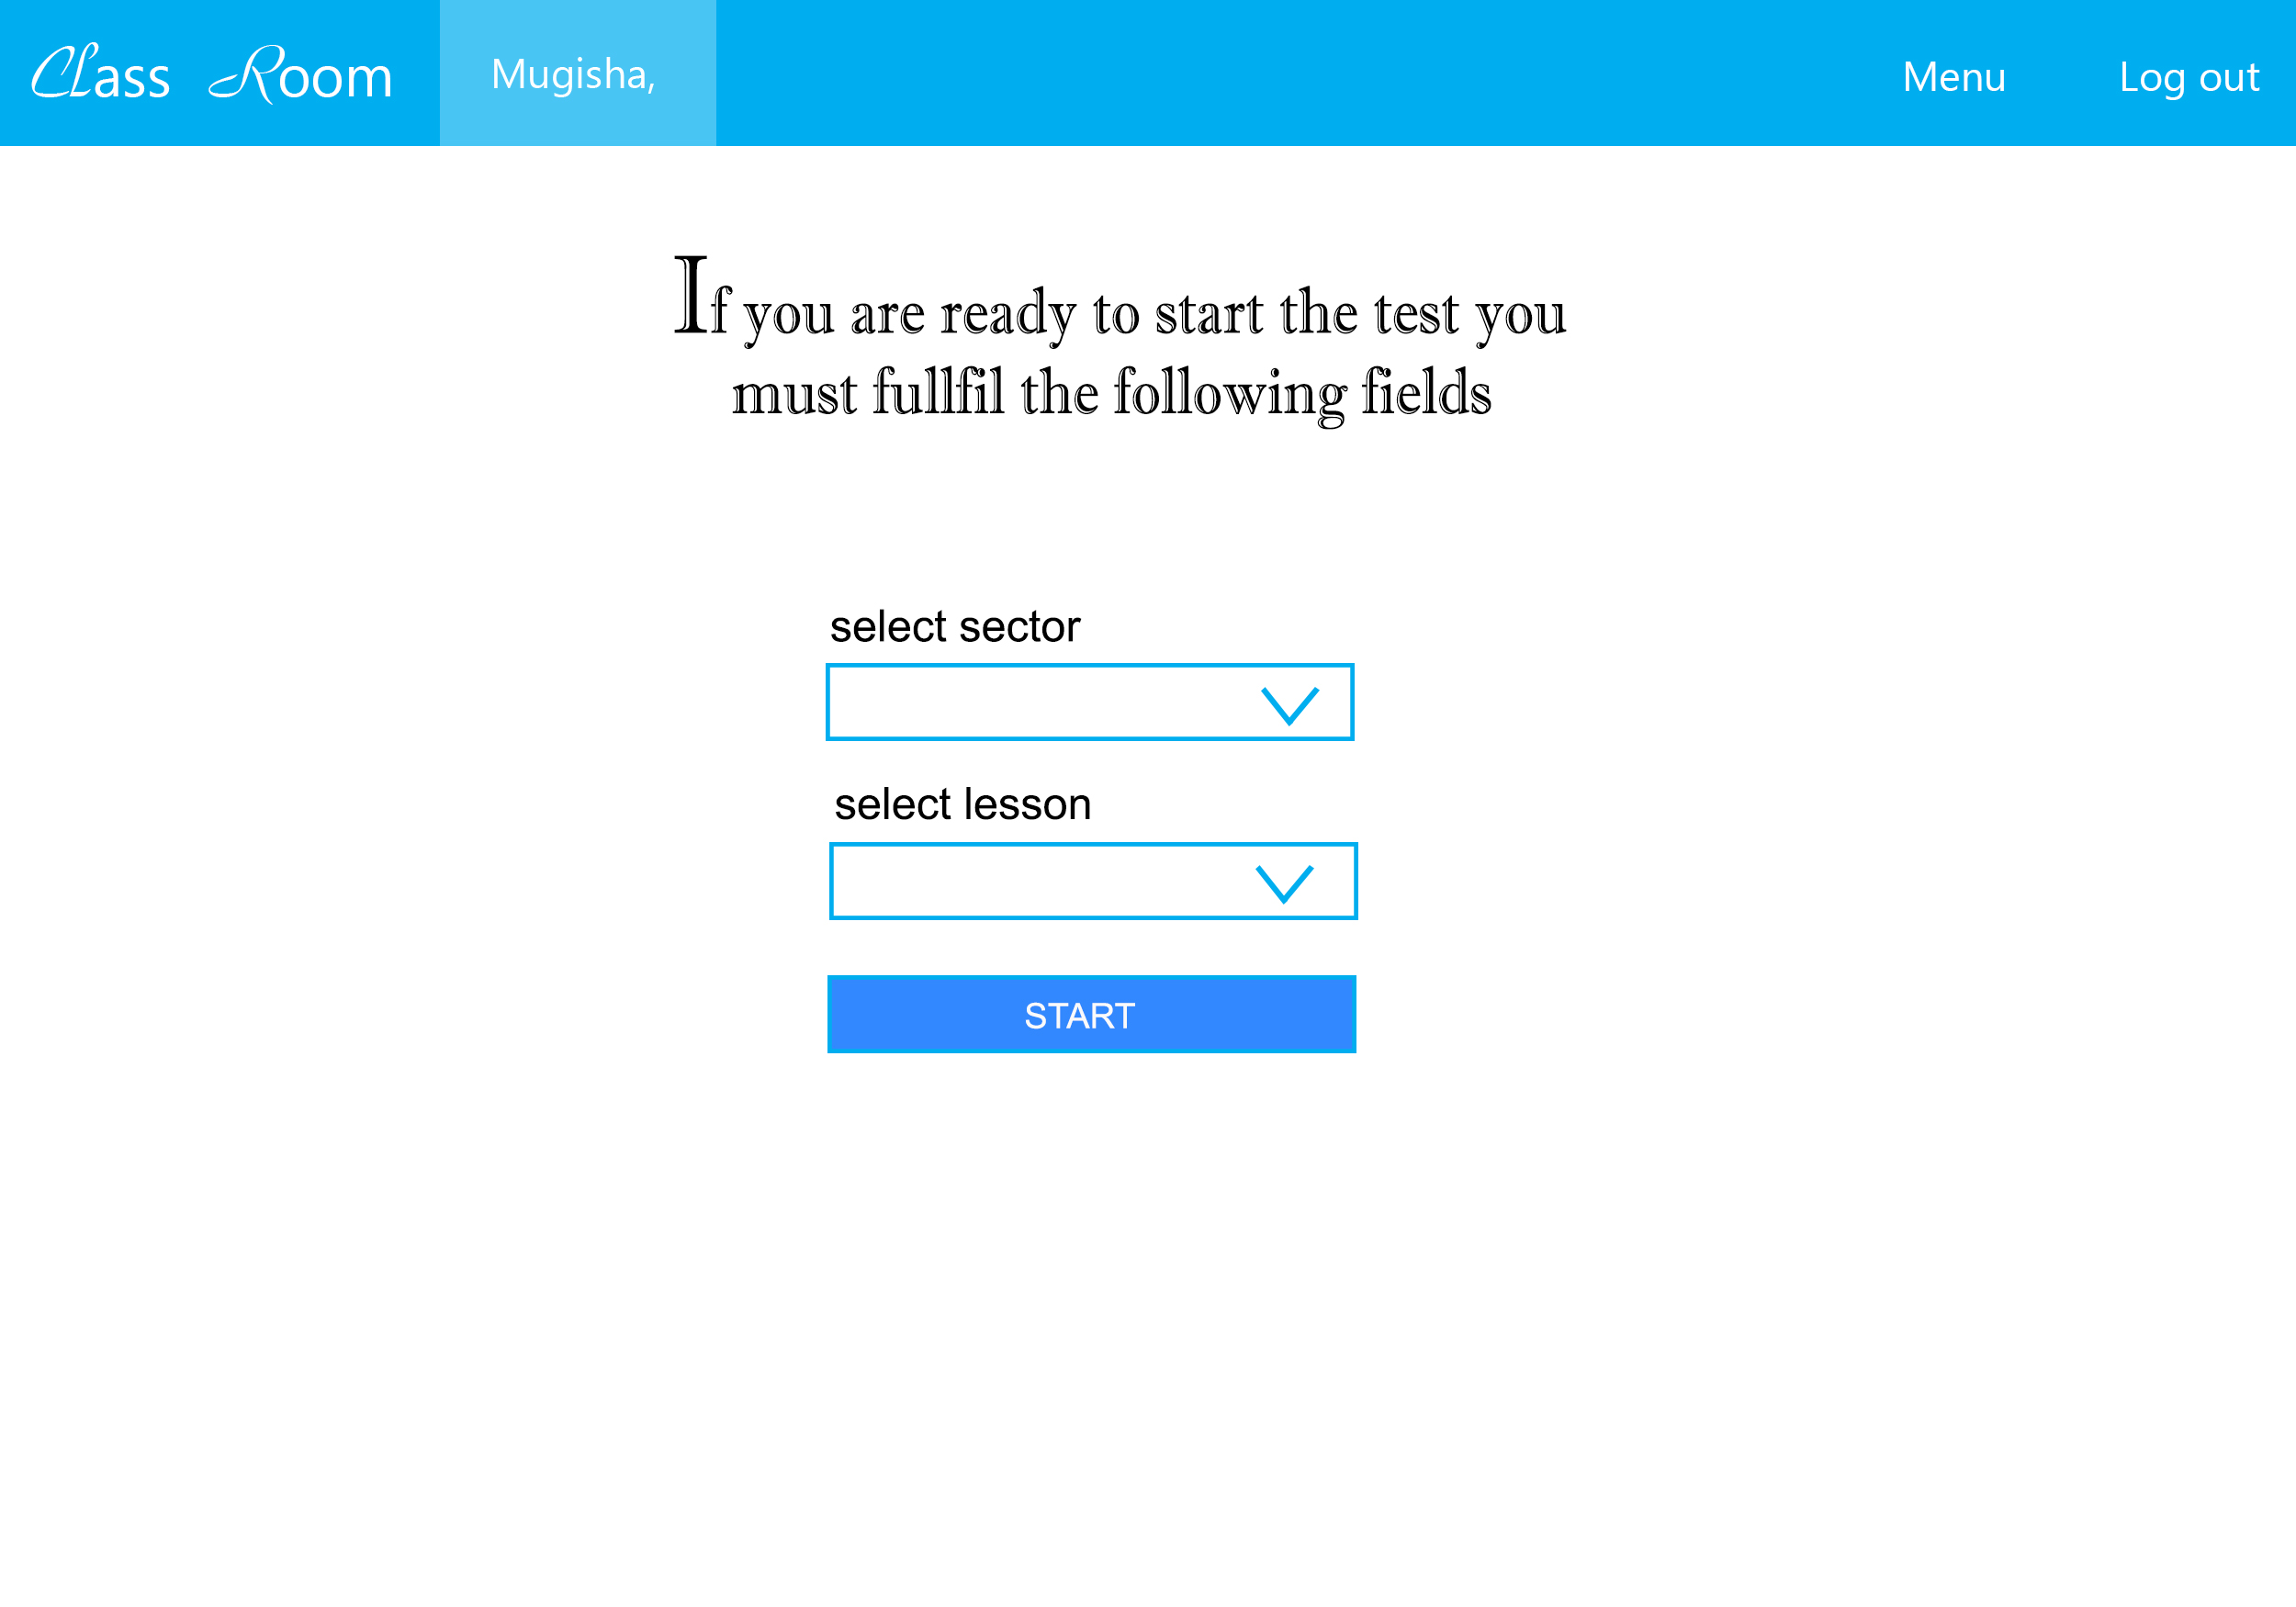 Class Room
Mugisha,
Menu
Log out
If you are ready to start the test you
must fullfil the following fields
select sector
select lesson
START